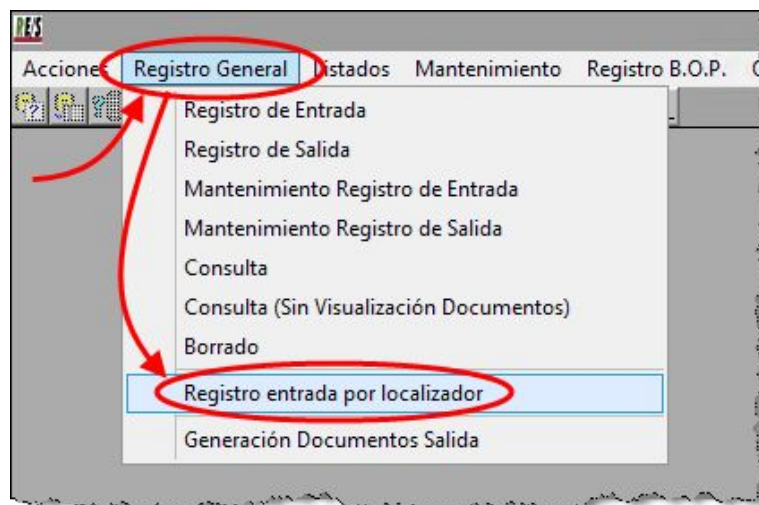 RES
Acciones Registro General Listados Mantenimiento Registro B.O.P.
Registro de Entrada
Registro de Salida
Mantenimiento Registro de Entrada
Mantenimiento Registro de Salida
Consulta
Consulta (Sin Visualización Documentos)
Borrado
Registro entrada por localizador
Generación Documentos Salida